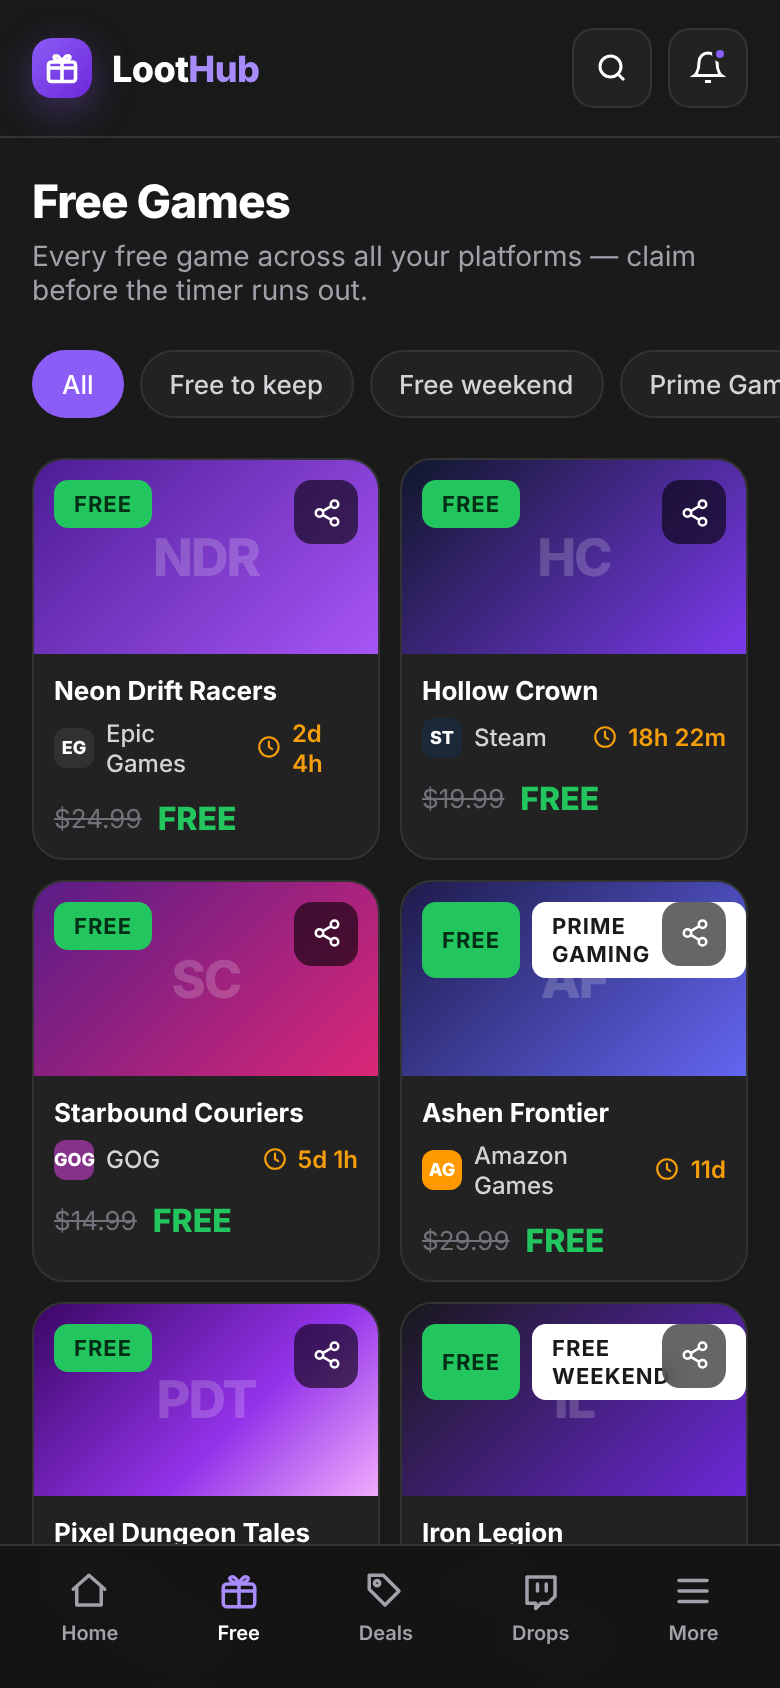 LootHub
Free Games
Every free game across all your platforms — claim
before the timer runs out.
All
Free to keep
Free weekend
Prime Gam
FREE
NDR
Neon Drift Racers
EG
Epic
Games
2d
4h
$24.99 FREE
FREE
HC
Hollow Crown
ST
Steam
18h 22m
$19.99 FREE
FREE
SC
Starbound Couriers
GOG
GOG
5d 1h
$14.99 FREE
FREE
PRIME
GAMING
AF
Ashen Frontier
AG
Amazon
Games
11d
$29.99 FREE
FREE
PDT
Pixel Dungeon Tales
FREE
FREE
WEEKEND
IL
Iron Legion
Home
Free
Deals
Drops
More